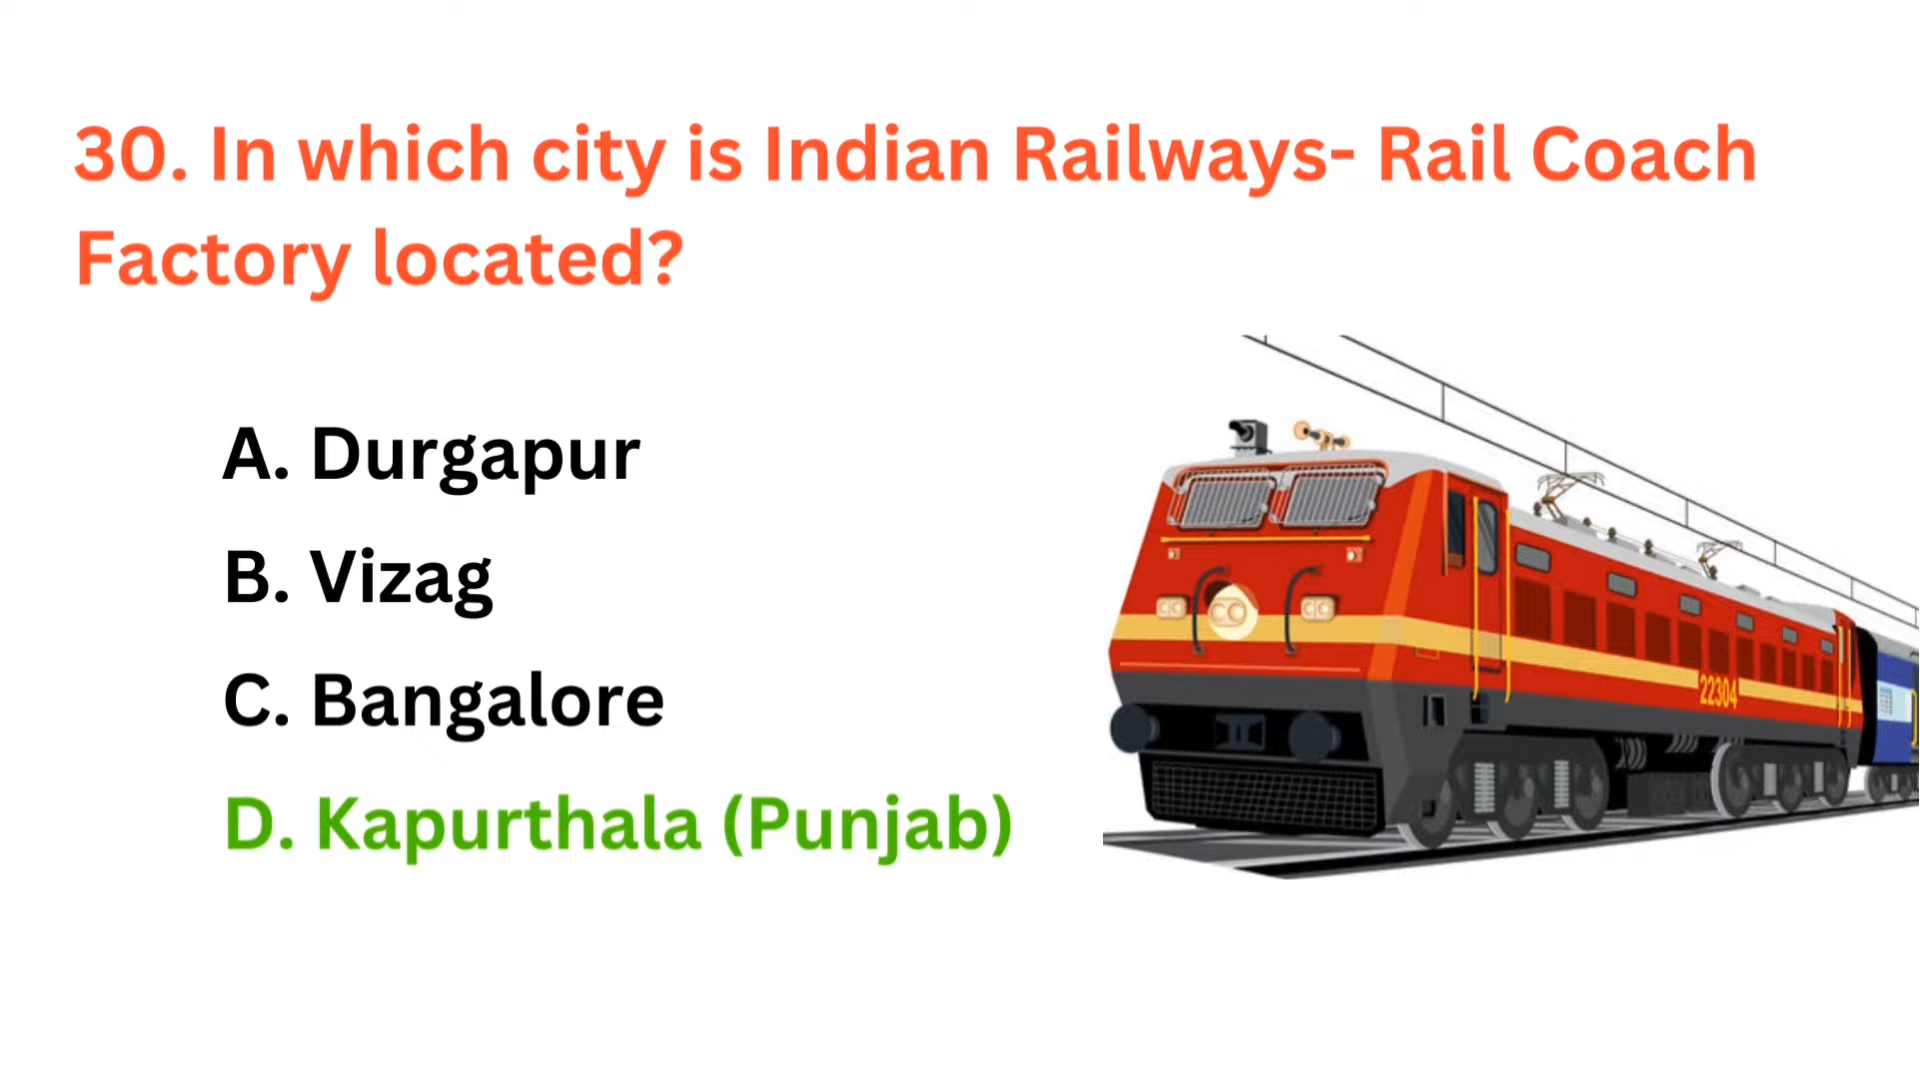 30. In which city is Indian Railways- Rail Coach
Factory located?
A. Durgapur
B. Vizag
C. Bangalore
D. Kapurthala (Punjab)
22304